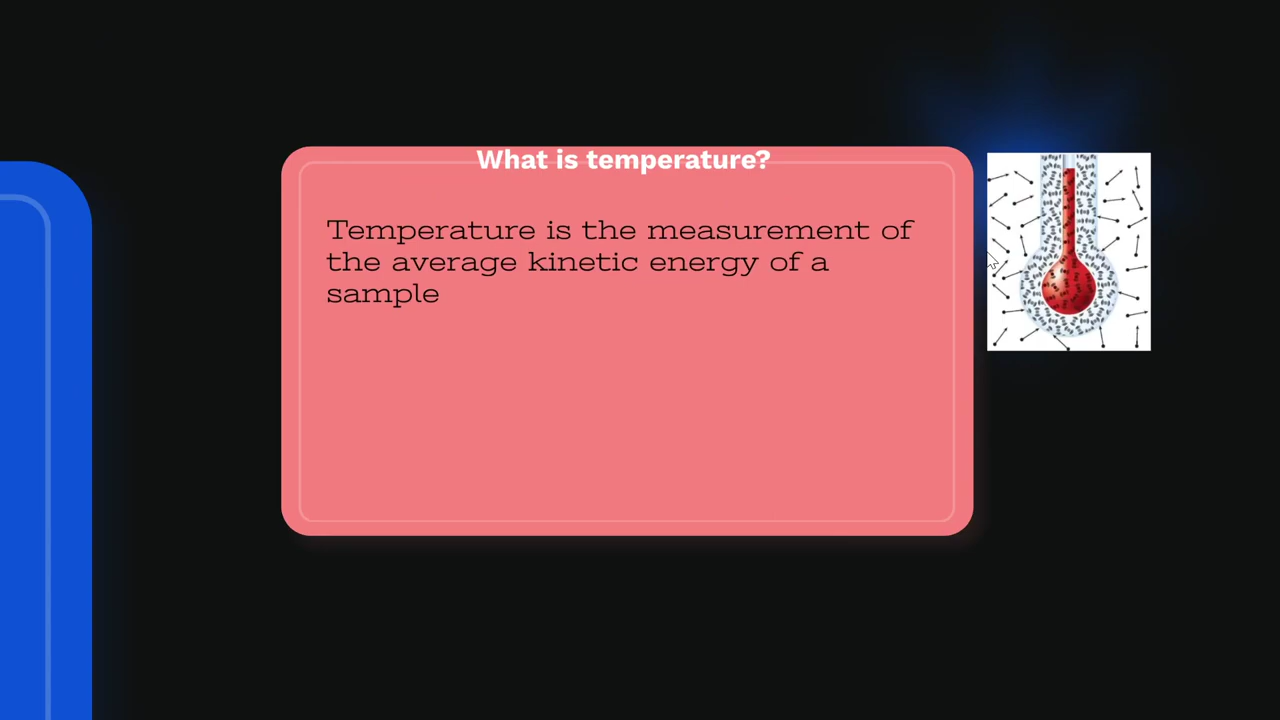 What is temperature?
Temperature is the measurement of
the average kinetic energy of a
sample